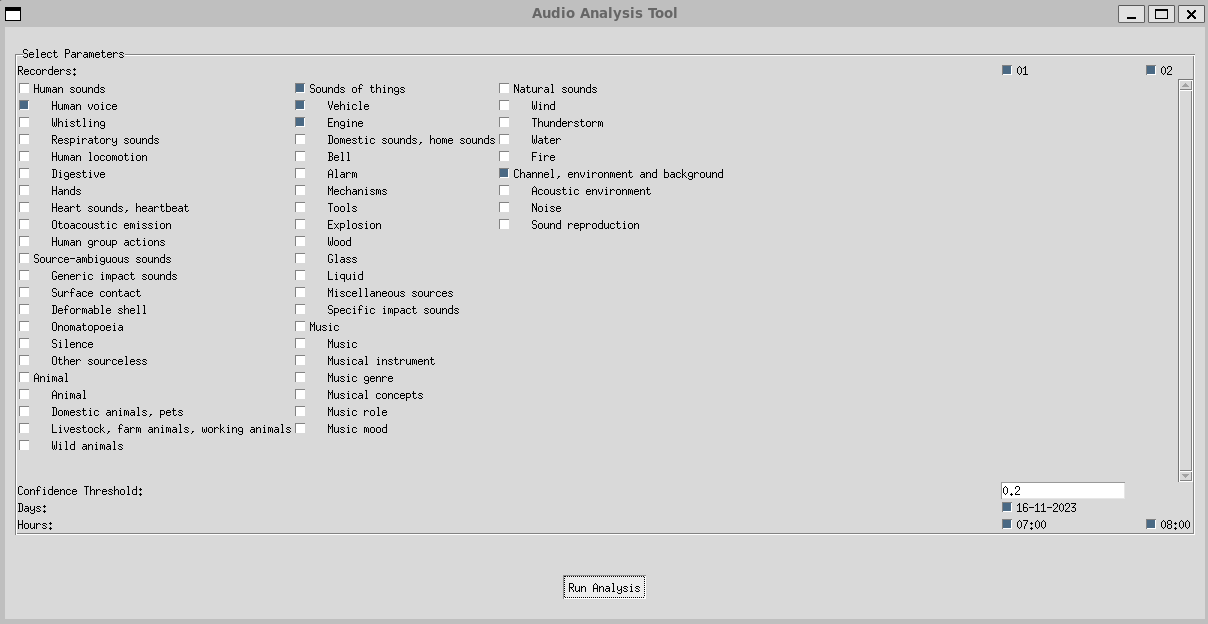 Audio Analysis Tool
Select Parameters
Recorders: 01 02
Human sounds
Human voice
Whistling
Respiratory sounds
Human locomotion
Digestive
Hands
Heart sounds, heartbeat
Otoacoustic emission
Human group actions
Source-ambiguous sounds
Generic impact sounds
Surface contact
Deformable shell
Onomatopoeia
Silence
Other sourceless
Animal
Animal
Domestic animals, pets
Livestock, farm animals, working animals
Wild animals
Sounds of things
Vehicle
Engine
Domestic sounds, home sounds
Bell
Alarm
Mechanisms
Tools
Explosion
Wood
Glass
Liquid
Miscellaneous sources
Specific impact sounds
Music
Music
Musical instrument
Music genre
Musical concepts
Music role
Music mood
Natural sounds
Wind
Thunderstorm
Water
Fire
Channel, environment and background
Acoustic environment
Noise
Sound reproduction
Confidence Threshold: 0.2
Days: 16-11-2023
Hours: 07:00 08:00
Run Analysis